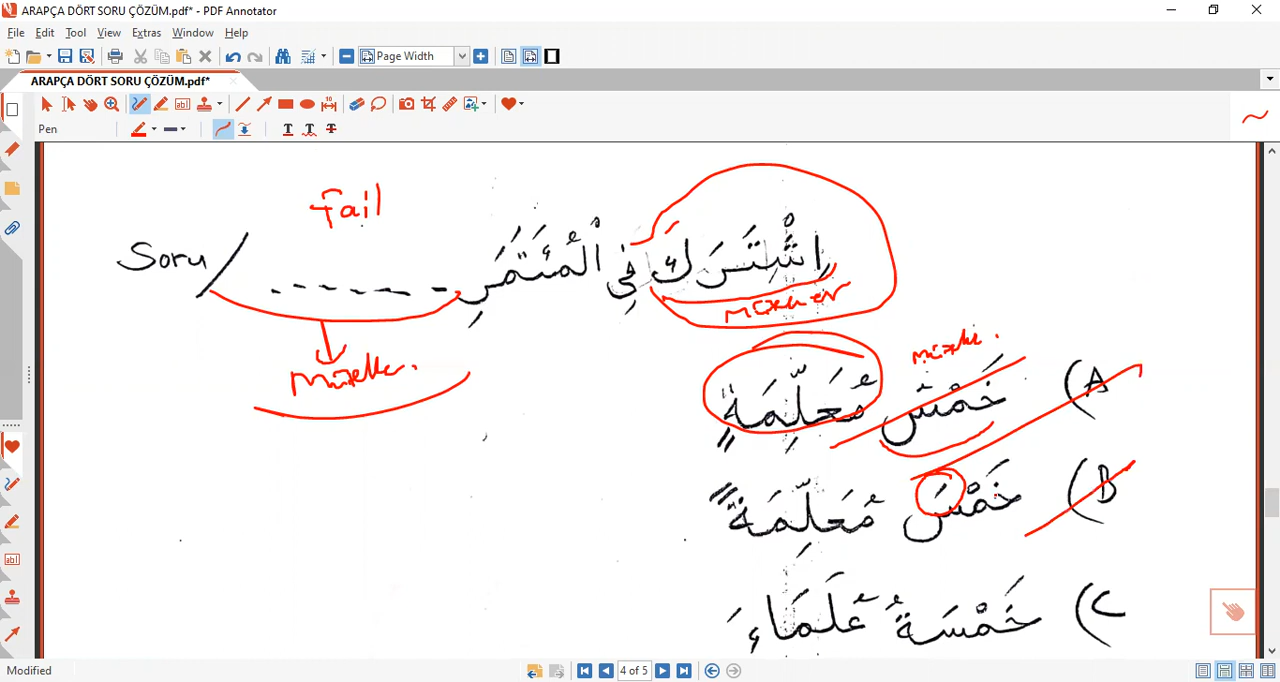 ARAPÇA DÖRT SORU ÇÖZÜM.pdf* - PDF Annotator
File Edit Tool View Extras Window Help
Page Width
ARAPÇA DÖRT SORU ÇÖZÜM.pdf*
Pen
fail
Soru / اِشْتَرَكَ فِى الْمُؤْتَمَرِ - - - - - - -
müzekker
müzekker.
A) خَمْسُ مُعَلِّمَةٍ
B) خَمْسَ مُعَلِّمَةً
C) خَمْسَةُ عُلَمَاءَ
Modified
4 of 5